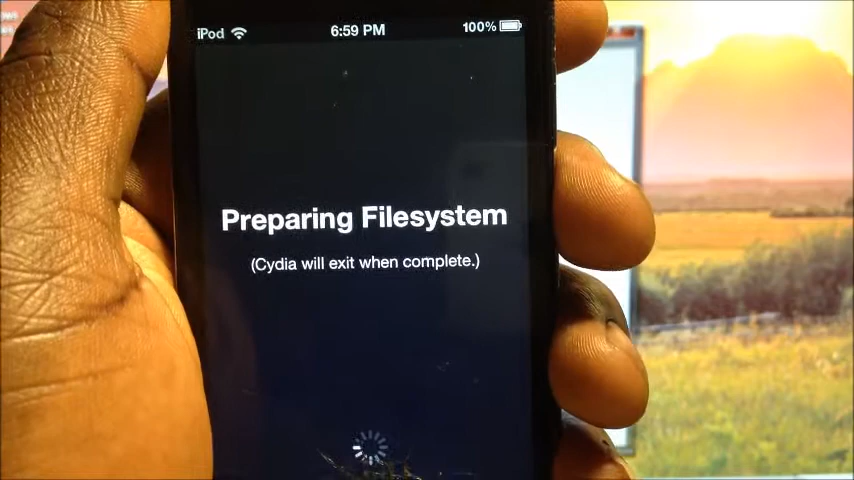 iPod 6:59 PM 100%
Preparing Filesystem
(Cydia will exit when complete.)